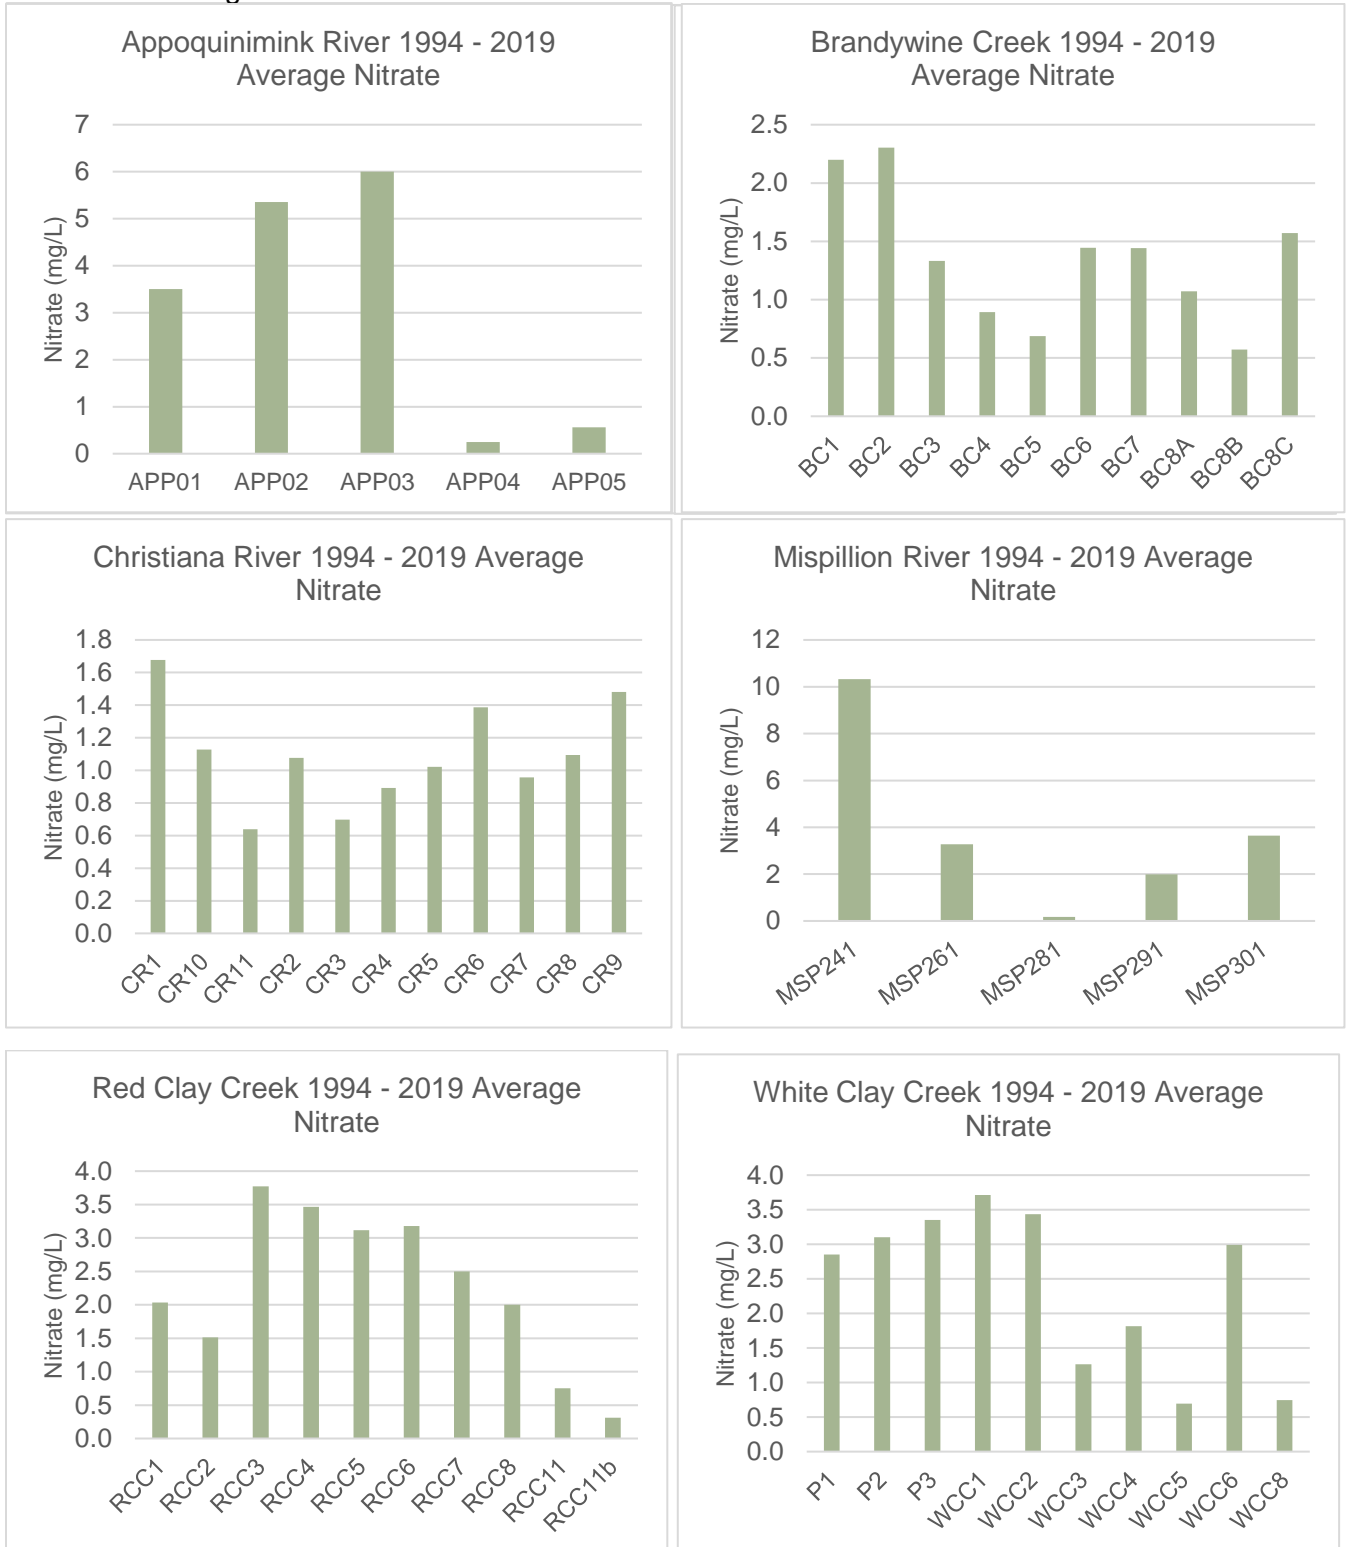 Appoquinimink River 1994 - 2019
Average Nitrate
7
6
5
4
3
2
1
0
Nitrate (mg/L)
APP01 APP02 APP03 APP04 APP05
Brandywine Creek 1994 - 2019
Average Nitrate
2.5
2.0
1.5
1.0
0.5
0.0
Nitrate (mg/L)
BC1 BC2 BC3 BC4 BC5 BC6 BC7 BC8A BC8B BC8C
Christiana River 1994 - 2019 Average
Nitrate
1.8
1.6
1.4
1.2
1.0
0.8
0.6
0.4
0.2
0.0
Nitrate (mg/L)
CR1 CR10 CR11 CR2 CR3 CR4 CR5 CR6 CR7 CR8 CR9
Mispillion River 1994 - 2019 Average
Nitrate
12
10
8
6
4
2
0
Nitrate (mg/L)
MSP241 MSP261 MSP281 MSP291 MSP301
Red Clay Creek 1994 - 2019 Average
Nitrate
4.0
3.5
3.0
2.5
2.0
1.5
1.0
0.5
0.0
Nitrate (mg/L)
RCC1 RCC2 RCC3 RCC4 RCC5 RCC6 RCC7 RCC8 RCC11 RCC11b
White Clay Creek 1994 - 2019 Average
Nitrate
4.0
3.5
3.0
2.5
2.0
1.5
1.0
0.5
0.0
Nitrate (mg/L)
P1 P2 P3 WCC1 WCC2 WCC3 WCC4 WCC5 WCC6 WCC8